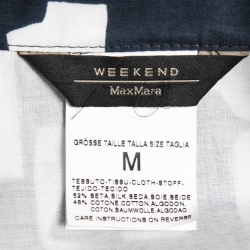 WEEKEND
MaxMara
GRÖSSE TAILLE TALLA SIZE TAGLIA
M
TESSUTO-TISSU-CLOTH-STOFF-
TEJIDO-TECIDO
52% SETA.SILK.SEDA.SOIE.SEIDE
48% COTONE.COTTON.ALGODON
COTON.BAUMWOLLE.ALGODAO
CARE INSTRUCTIONS ON REVERSE